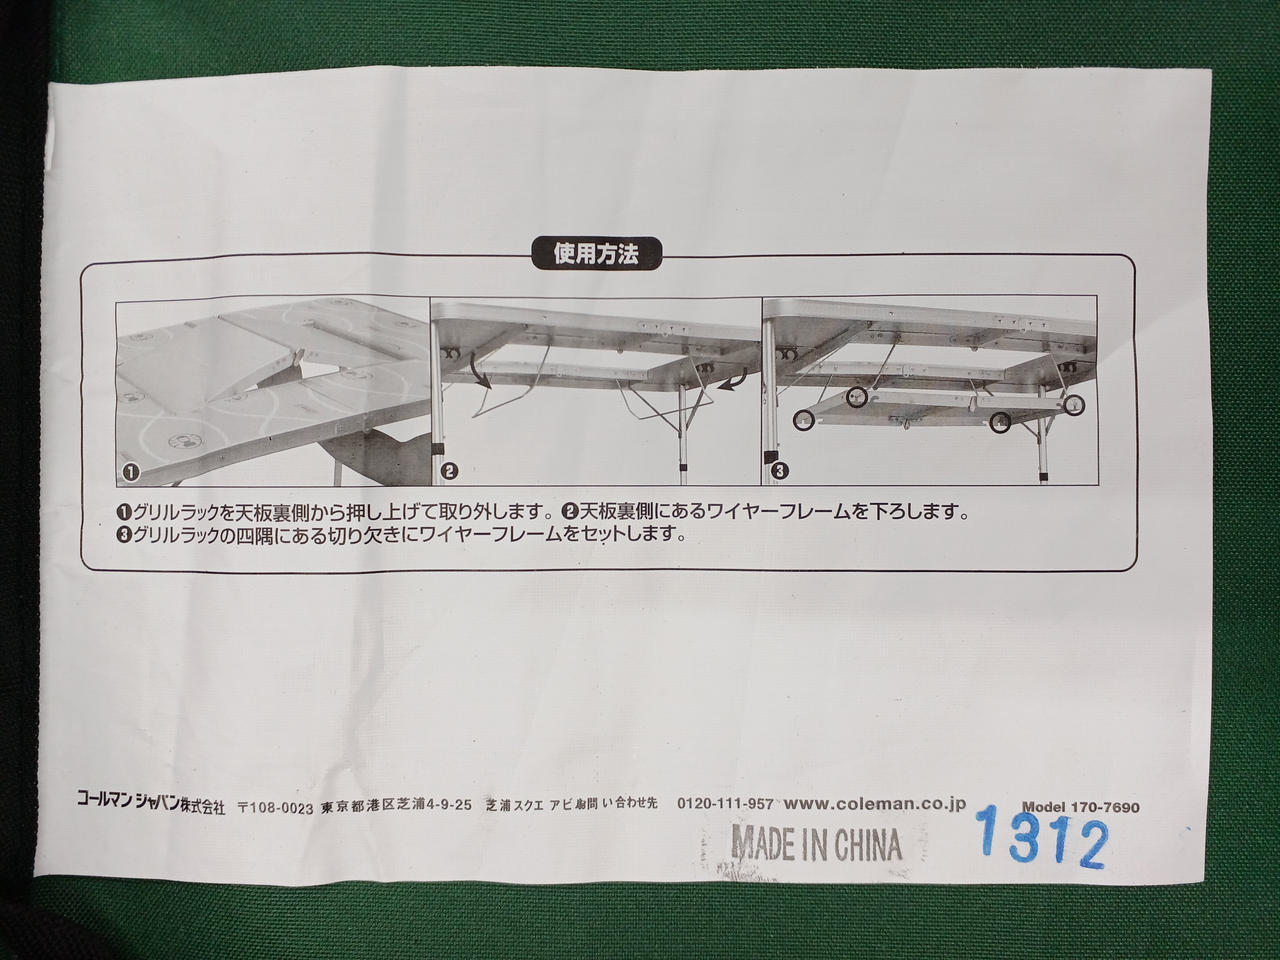 使用方法
❶ ❷ ❸
❶グリルラックを天板裏側から押し上げて取り外します。❷天板裏側にあるワイヤーフレームを下ろします。
❸グリルラックの四隅にある切り欠きにワイヤーフレームをセットします。
コールマン ジャパン株式会社 〒108-0023 東京都港区芝浦4-9-25 芝浦スクエアビル お問い合わせ先 0120-111-957 www.coleman.co.jp Model 170-7690
MADE IN CHINA 1312